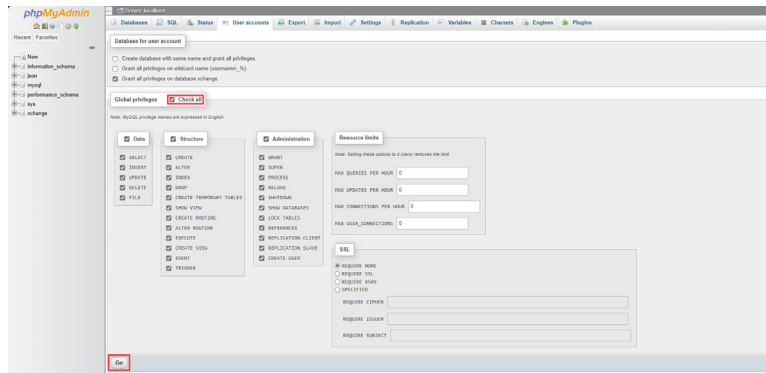 phpMyAdmin
Recent Favorites
New
information_schema
json
mysql
performance_schema
sys
xchange
Server: localhost
Databases SQL Status User accounts Export Import Settings Replication Variables Charsets Engines Plugins
Database for user account
Create database with same name and grant all privileges.
Grant all privileges on wildcard name (username\_%).
Grant all privileges on database xchange.
Global privileges Check all
Note: MySQL privilege names are expressed in English.
Data
SELECT
INSERT
UPDATE
DELETE
FILE
Structure
CREATE
ALTER
INDEX
DROP
CREATE TEMPORARY TABLES
SHOW VIEW
CREATE ROUTINE
ALTER ROUTINE
EXECUTE
CREATE VIEW
EVENT
TRIGGER
Administration
GRANT
SUPER
PROCESS
RELOAD
SHUTDOWN
SHOW DATABASES
LOCK TABLES
REFERENCES
REPLICATION CLIENT
REPLICATION SLAVE
CREATE USER
Resource limits
Note: Setting these options to 0 (zero) removes the limit.
MAX QUERIES PER HOUR 0
MAX UPDATES PER HOUR 0
MAX CONNECTIONS PER HOUR 0
MAX USER_CONNECTIONS 0
SSL
REQUIRE NONE
REQUIRE SSL
REQUIRE X509
SPECIFIED
REQUIRE CIPHER
REQUIRE ISSUER
REQUIRE SUBJECT
Go